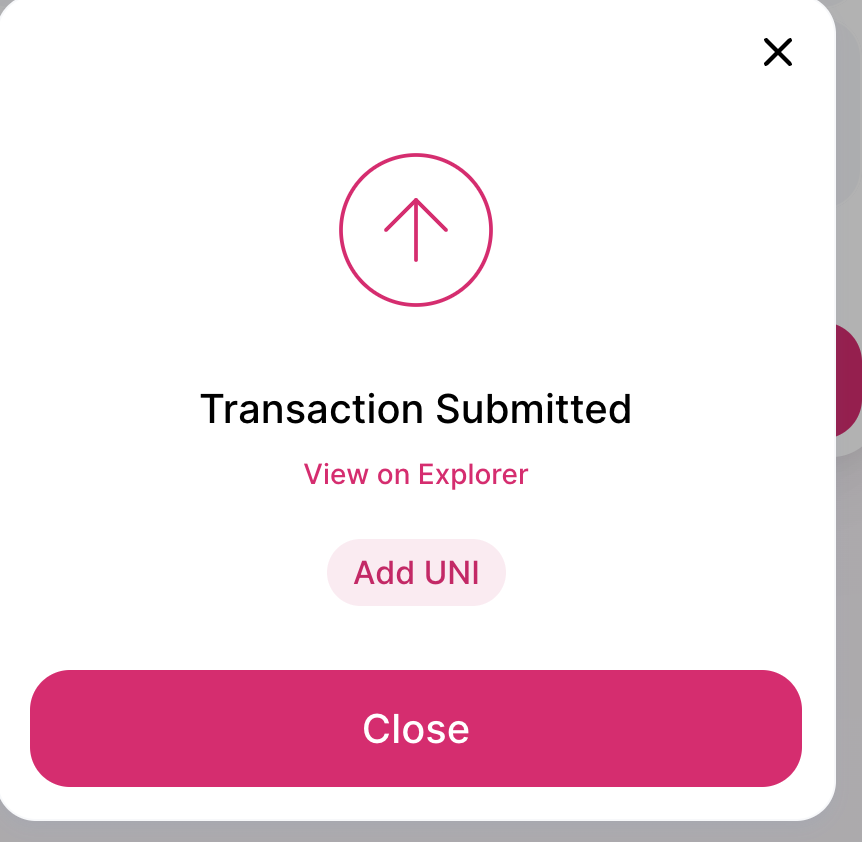 Transaction Submitted
View on Explorer
Add UNI
Close